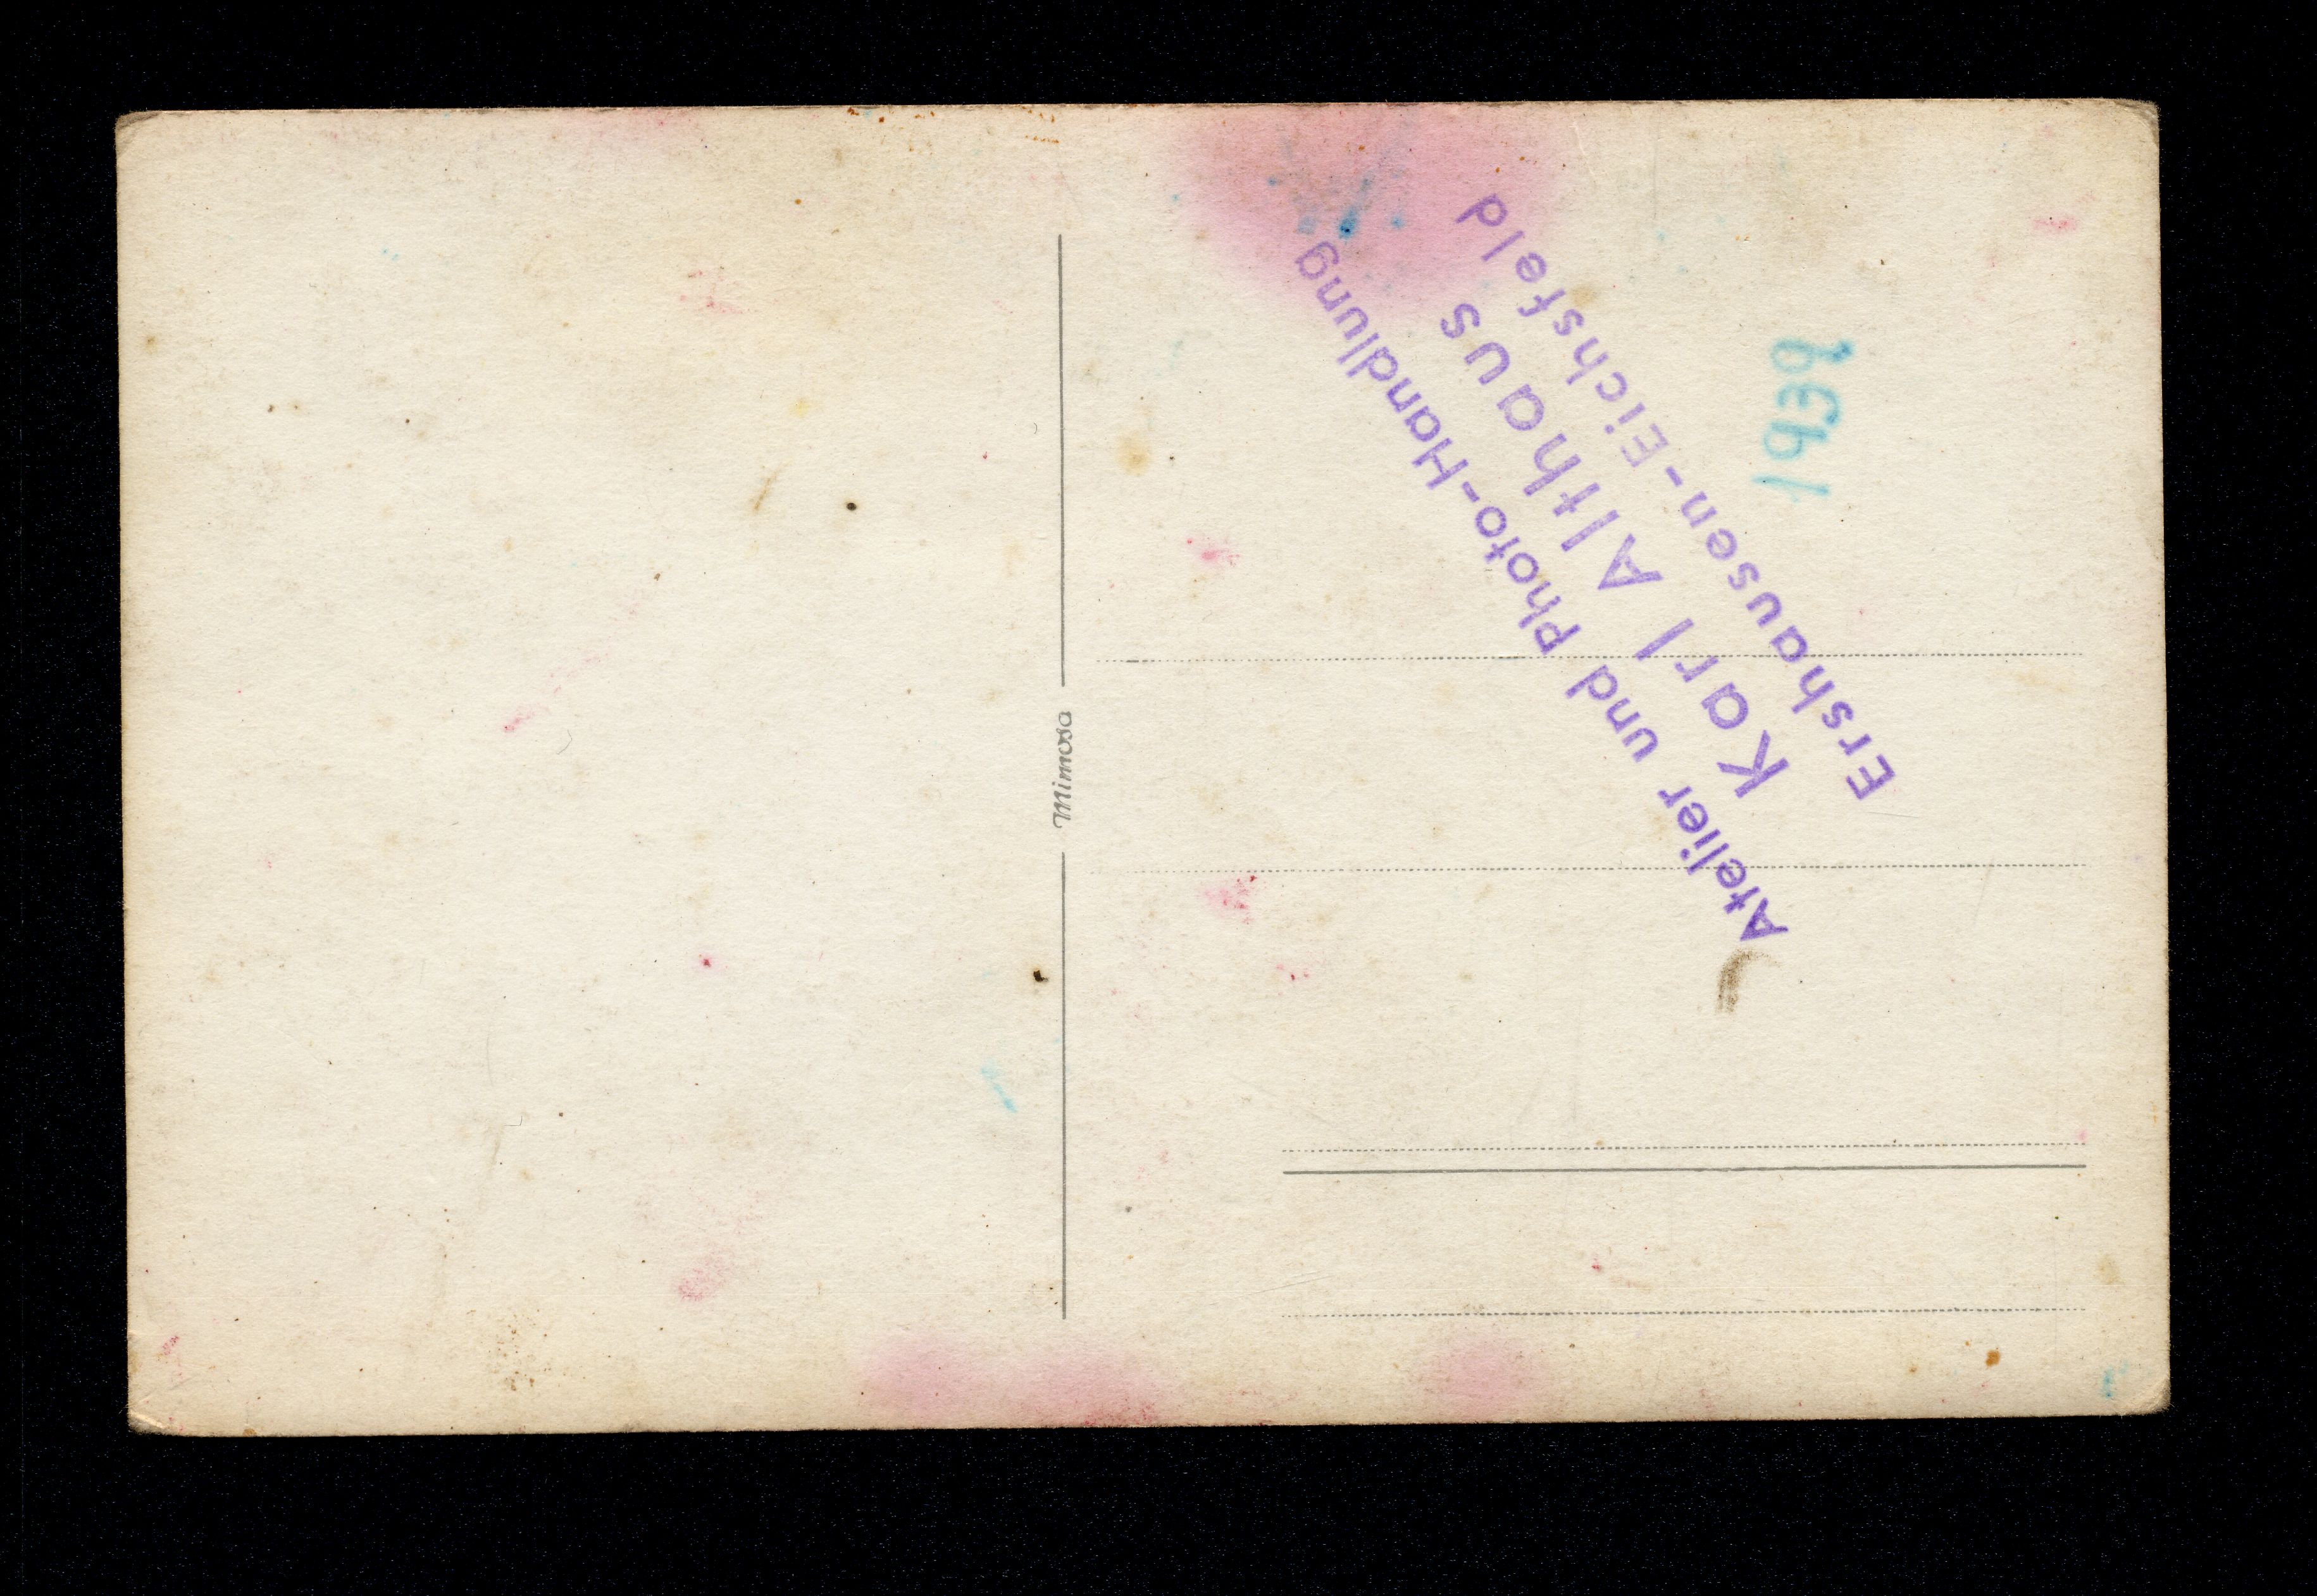 Mimosa
Atelier und Photo-Handlung
Karl Althaus
Ershausen-Eichsfeld
1939